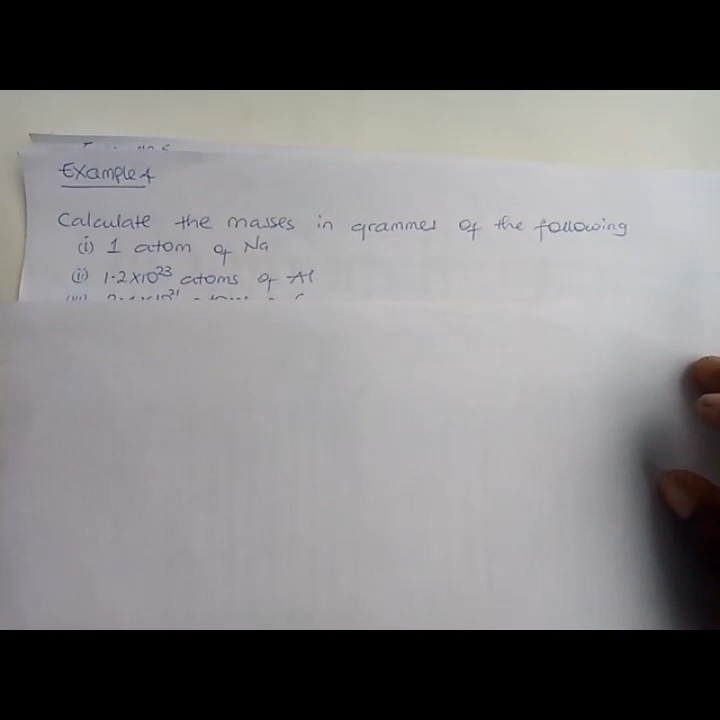 Example 4
Calculate the masses in grammes of the following
(i) 1 atom of Na
(ii) 1.2×10²³ atoms of Al
(iii)